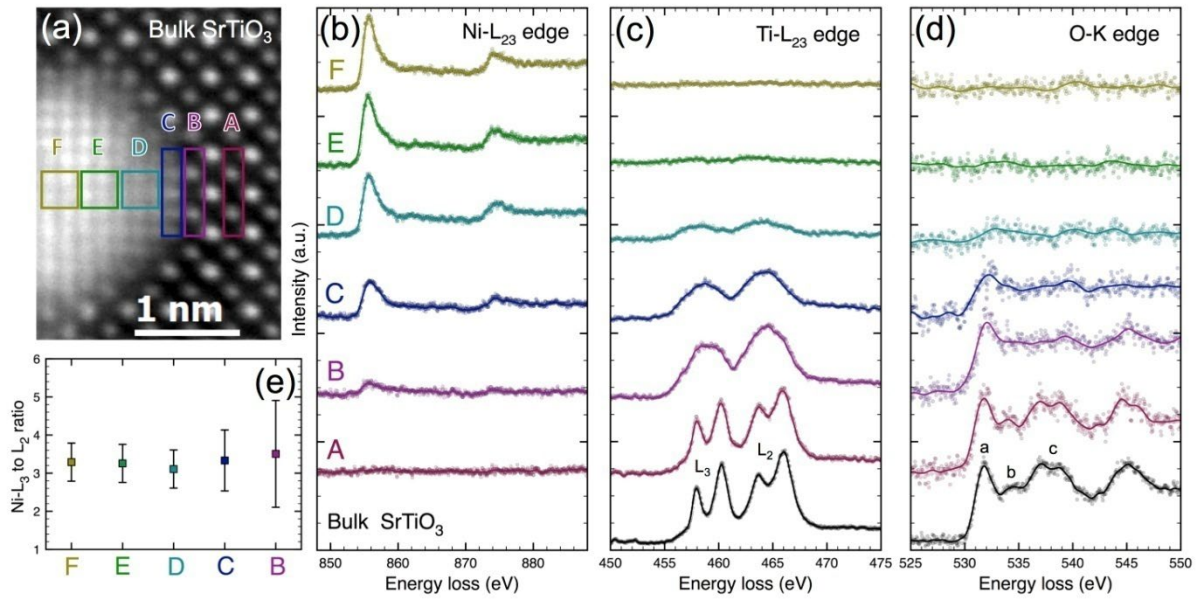 (a) Bulk SrTiO₃
F E D C B A
1 nm
(b) Ni-L₂₃ edge
F
E
D
C
B
A
Bulk SrTiO₃
Intensity (a.u.)
850 860 870 880
Energy loss (eV)
(c) Ti-L₂₃ edge
L₃ L₂
450 455 460 465 470 475
Energy loss (eV)
(d) O-K edge
a
b
c
525 530 535 540 545 550
Energy loss (eV)
(e)
Ni-L₃ to L₂ ratio
6
5
4
3
2
1
F E D C B